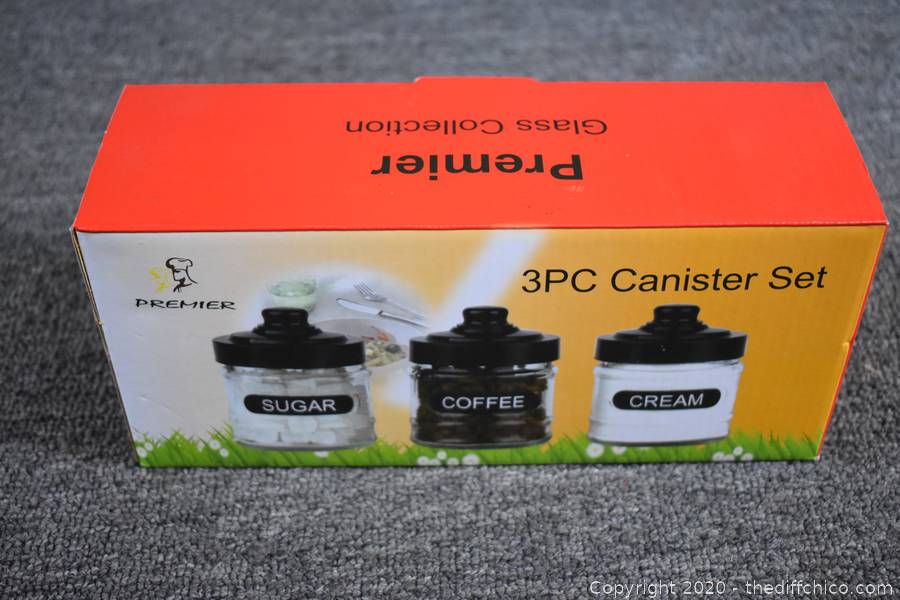 Premier
Glass Collection
3PC Canister Set
PREMIER
SUGAR
COFFEE
CREAM
Copyright 2020 - thediffchico.com